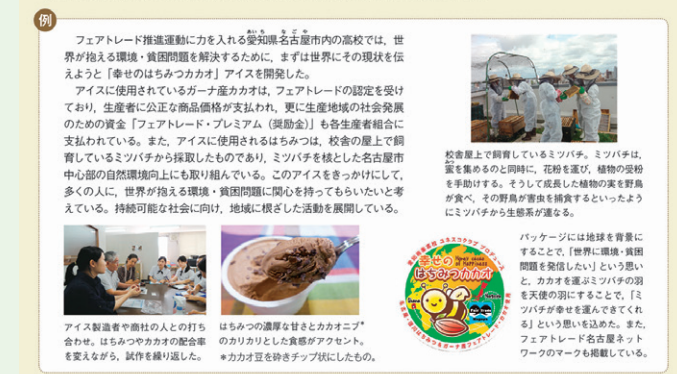 例
フェアトレード推進運動に力を入れる愛知県名古屋市内の高校では，世
界が抱える環境・貧困問題を解決するために，まずは世界にその現状を伝
えようと「幸せのはちみつカカオ」アイスを開発した。
アイスに使用されているガーナ産カカオは，フェアトレードの認定を受け
ており，生産者に公正な商品価格が支払われ，更に生産地域の社会発展
のための資金「フェアトレード・プレミアム（奨励金）」も各生産者組合に
支払われている。また，アイスに使用されるはちみつは，校舎の屋上で飼
育しているミツバチから採取したものであり，ミツバチを核とした名古屋市
中心部の自然環境向上にも取り組んでいる。このアイスをきっかけにして，
多くの人に，世界が抱える環境・貧困問題に関心を持ってもらいたいと考
えている。持続可能な社会に向け，地域に根ざした活動を展開している。
校舎屋上で飼育しているミツバチ。ミツバチは，
蜜を集めるのと同時に，花粉を運び，植物の受粉
を手助けする。そうして成長した植物の実を野鳥
が食べ，その野鳥が害虫を捕食するといったよう
にミツバチから生態系が連なる。
アイス製造者や商社の人との打ち
合わせ。はちみつやカカオの配合率
を変えながら，試作を繰り返した。
はちみつの濃厚な甘さとカカオニブ*
のカリカリとした食感がアクセント。
＊カカオ豆を砕きチップ状にしたもの。
幸せの
はちみつカカオ
パッケージには地球を背景に
することで，「世界に環境・貧困
問題を発信したい」という思い
と，カカオを運ぶミツバチの羽
を天使の羽にすることで，「ミ
ツバチが幸せを運んできてくれ
る」という思いを込めた。また，
フェアトレード名古屋ネット
ワークのマークも掲載している。